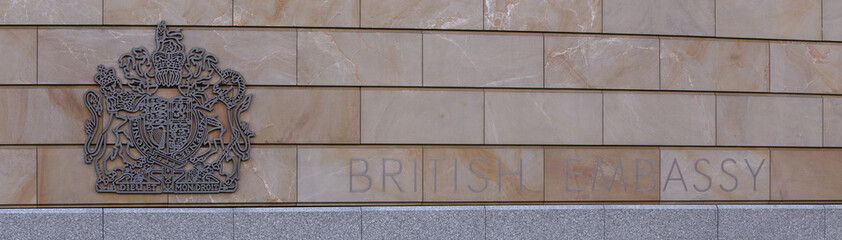 BRITISH EMBASSY
DIEU ET MON DROIT